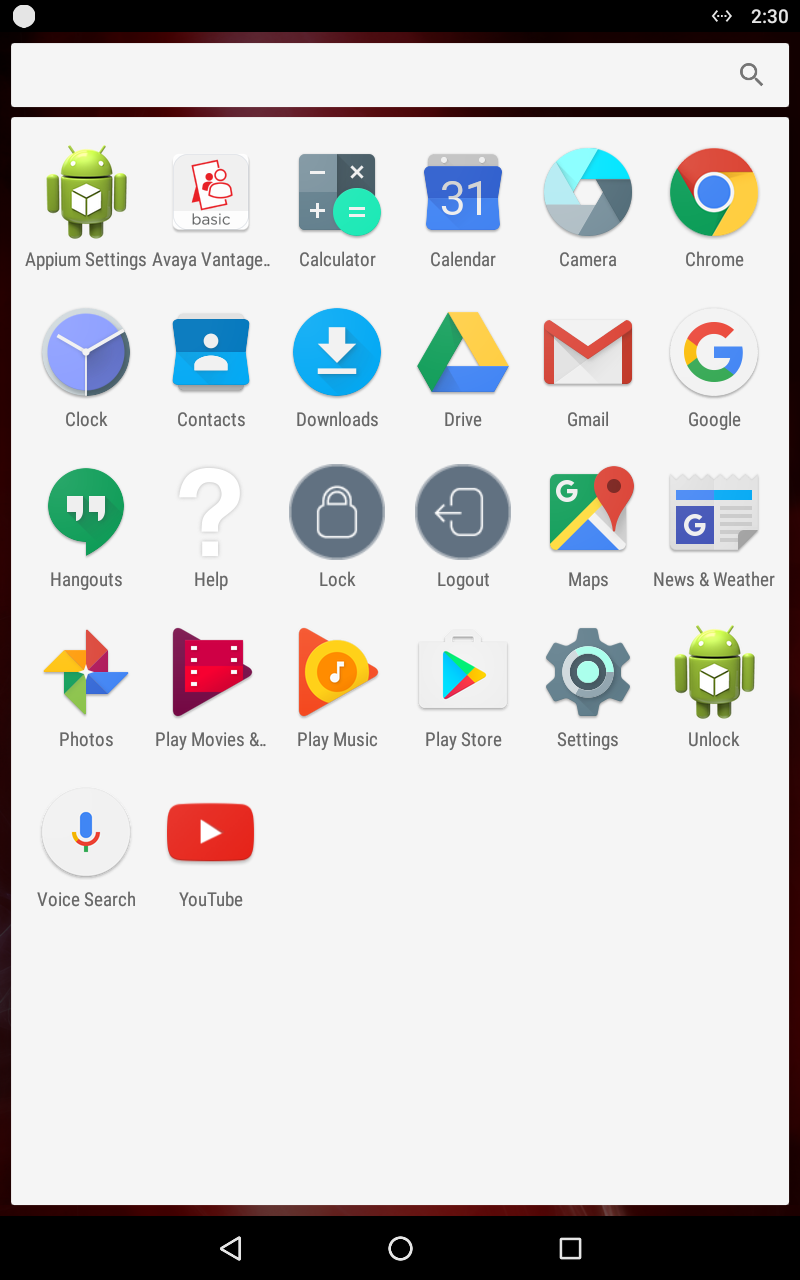 2:30
basic
31
Appium Settings
Avaya Vantage..
Calculator
Calendar
Camera
Chrome
Clock
Contacts
Downloads
Drive
Gmail
Google
G
G
Hangouts
Help
Lock
Logout
Maps
News & Weather
Photos
Play Movies &..
Play Music
Play Store
Settings
Unlock
Voice Search
YouTube